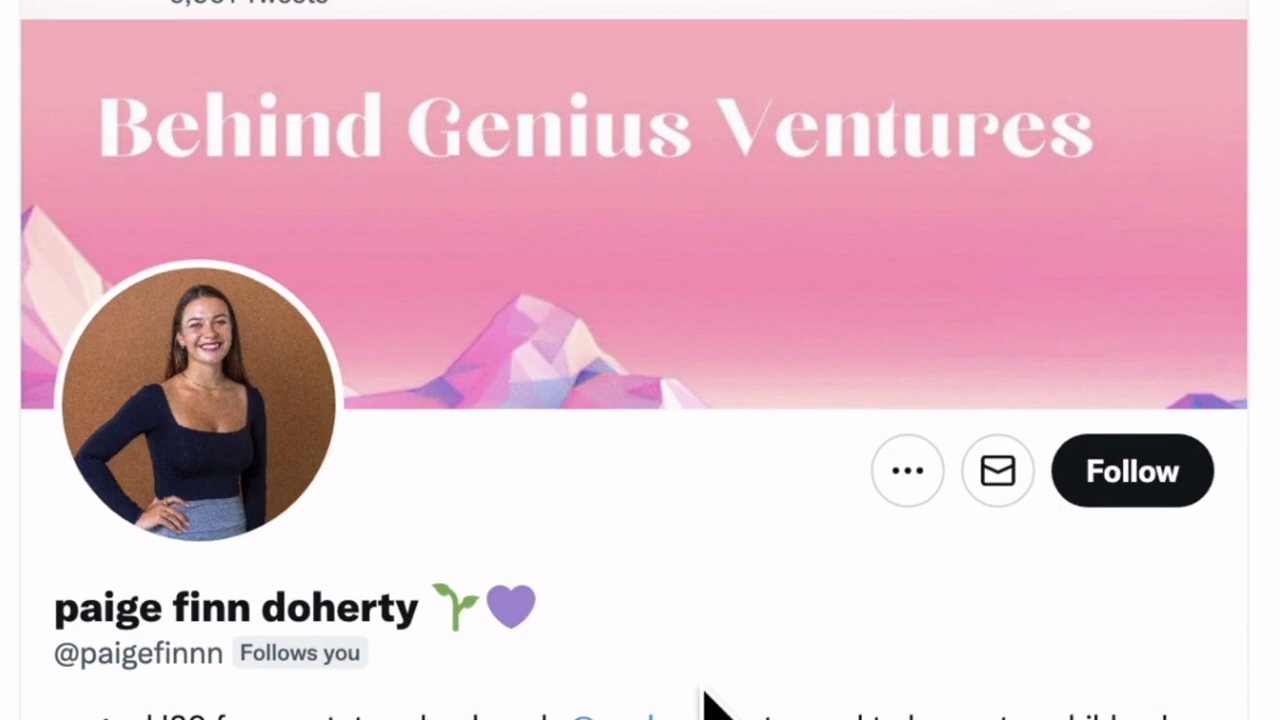 Behind Genius Ventures
Follow
paige finn doherty 🌱💜
@paigefinnn Follows you